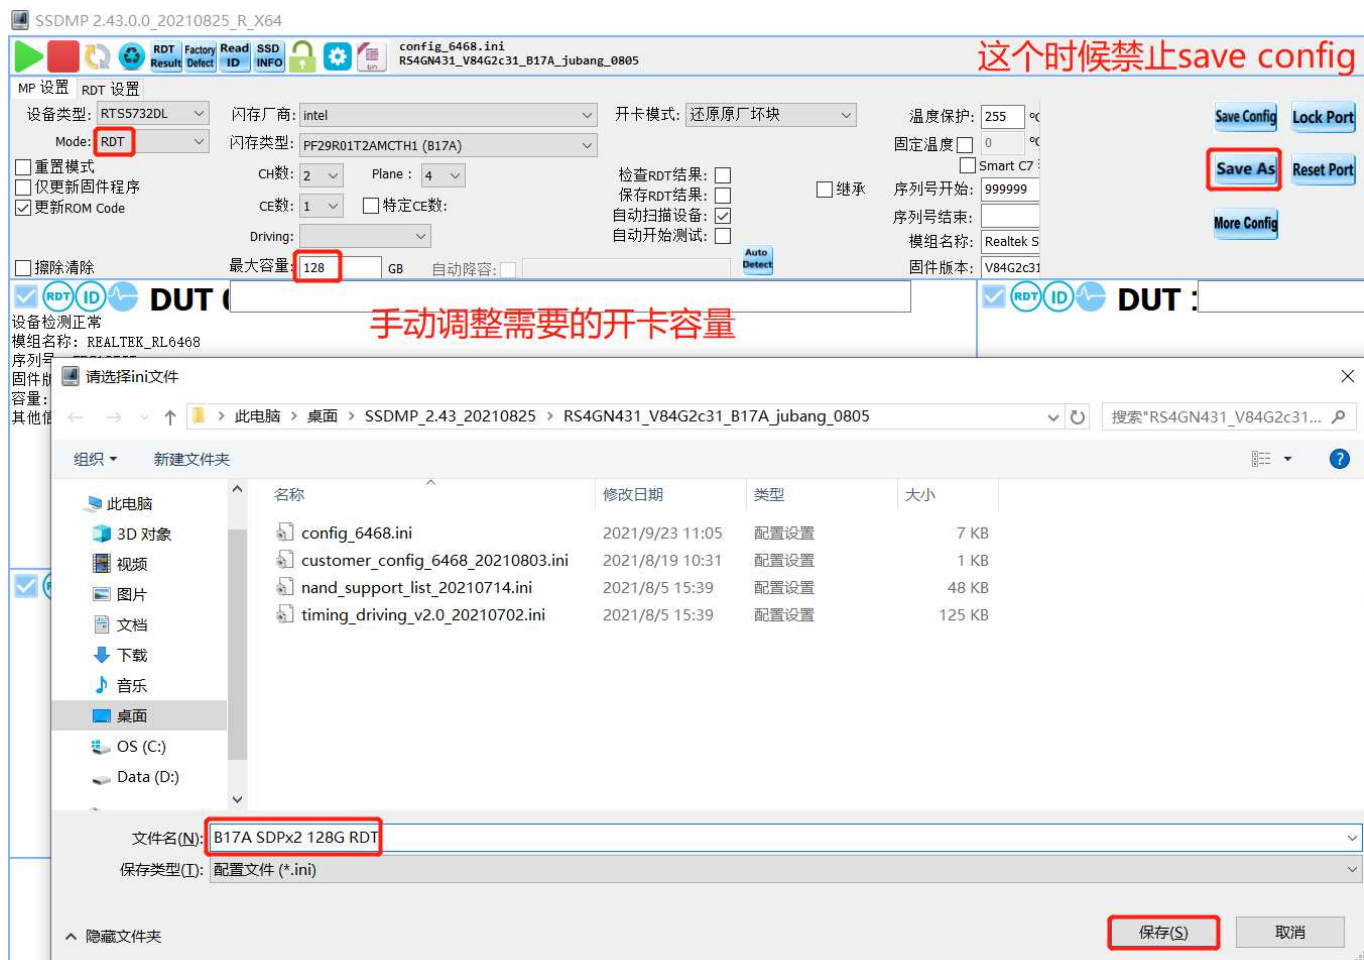 SSDMP 2.43.0.0_20210825_R_X64
RDT Result Factory Defect Read ID SSD INFO
config_6468.ini
RS4GN431_V84G2c31_B17A_jubang_0805
这个时候禁止save config
MP 设置 RDT 设置
设备类型: RTS5732DL 闪存厂商: intel 开卡模式: 还原原厂坏块 温度保护: 255 Save Config Lock Port
Mode: RDT 闪存类型: PF29R01T2AMCTH1 (B17A) 固定温度 0
重置模式 Smart C7
仅更新固件程序 CH数: 2 Plane : 4 检查RDT结果: 继承 序列号开始: 999999 Save As Reset Port
更新ROM Code CE数: 1 特定CE数: 保存RDT结果:
自动扫描设备: 序列号结束: More Config
Driving: 自动开始测试: 模组名称: Realtek S
擦除清除 最大容量: 128 GB 自动降容: Auto Detect 固件版本: V84G2c31
RDT ID DUT RDT ID DUT :
手动调整需要的开卡容量
设备检测正常
模组名称: REALTEK_RL6468
序列号
容量:
请选择ini文件
此电脑 > 桌面 > SSDMP_2.43_20210825 > RS4GN431_V84G2c31_B17A_jubang_0805 搜索"RS4GN431_V84G2c31...
组织 新建文件夹
名称 修改日期 类型 大小
此电脑
3D 对象
视频
图片
文档
下载
音乐
桌面
OS (C:)
Data (D:)
config_6468.ini 2021/9/23 11:05 配置设置 7 KB
customer_config_6468_20210803.ini 2021/8/19 10:31 配置设置 1 KB
nand_support_list_20210714.ini 2021/8/5 15:39 配置设置 48 KB
timing_driving_v2.0_20210702.ini 2021/8/5 15:39 配置设置 125 KB
文件名(N): B17A SDPx2 128G RDT
保存类型(T): 配置文件 (*.ini)
隐藏文件夹 保存(S) 取消